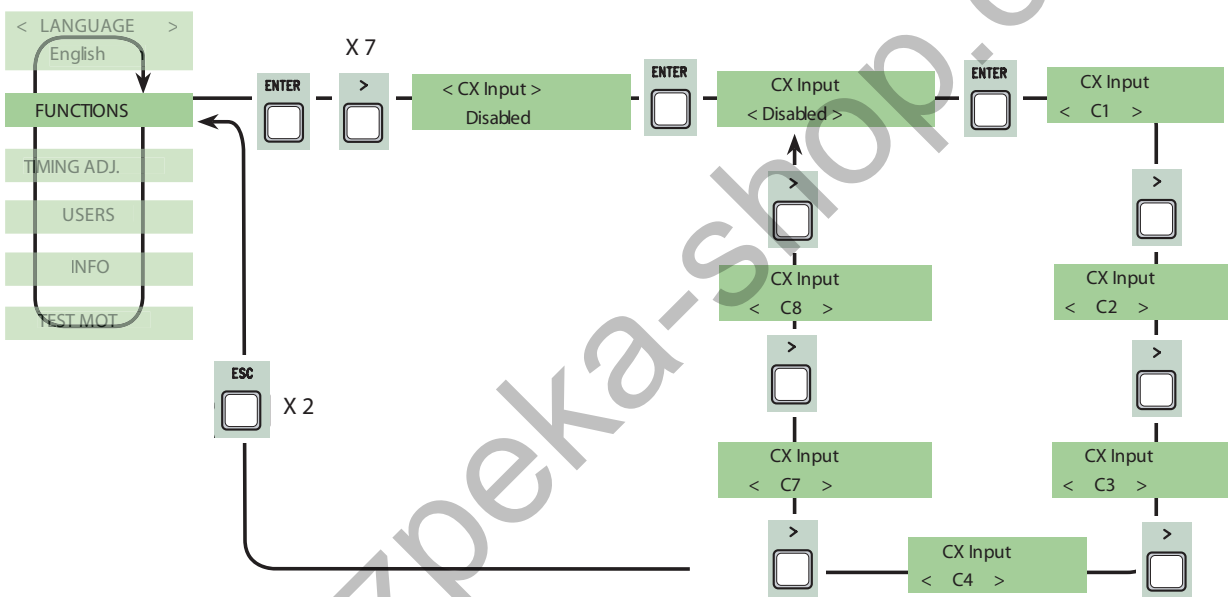 < LANGUAGE >
English
FUNCTIONS
TIMING ADJ.
USERS
INFO
TEST MOT
ENTER
X 7
>
< CX Input >
Disabled
ENTER
CX Input
< Disabled >
ENTER
CX Input
< C1 >
>
CX Input
< C2 >
>
CX Input
< C3 >
>
CX Input
< C4 >
>
CX Input
< C7 >
>
CX Input
< C8 >
>
ESC
X 2
zpeka-shop.c